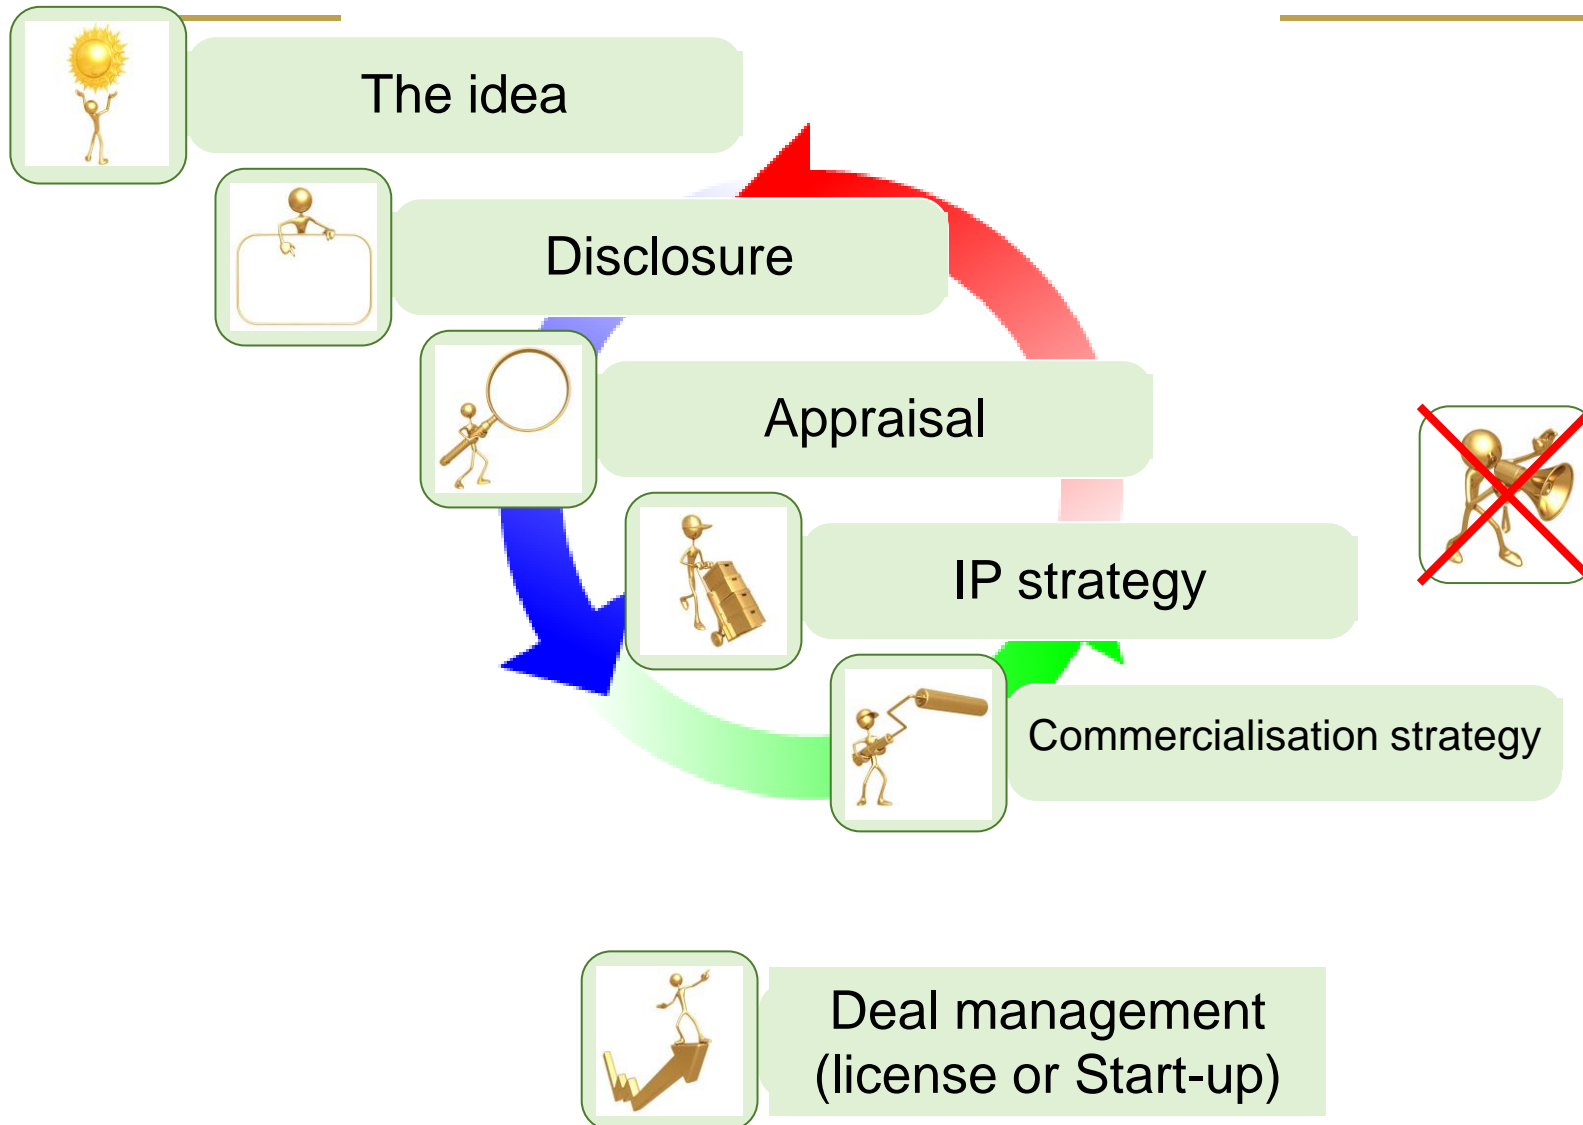 The idea
Disclosure
Appraisal
IP strategy
Commercialisation strategy
Deal management
(license or Start-up)